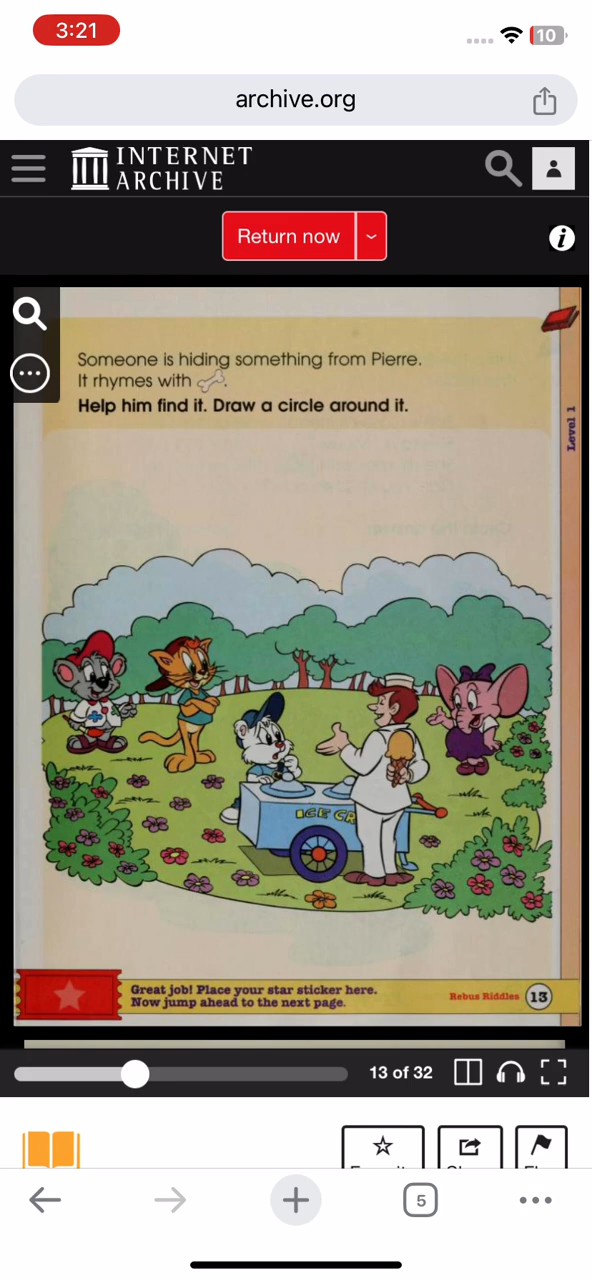 3:21
10
archive.org
INTERNET
ARCHIVE
Return now
Someone is hiding something from Pierre.
It rhymes with
Help him find it. Draw a circle around it.
Level 1
ICE CR
Great job! Place your star sticker here.
Now jump ahead to the next page.
Rebus Riddles 13
13 of 32
5